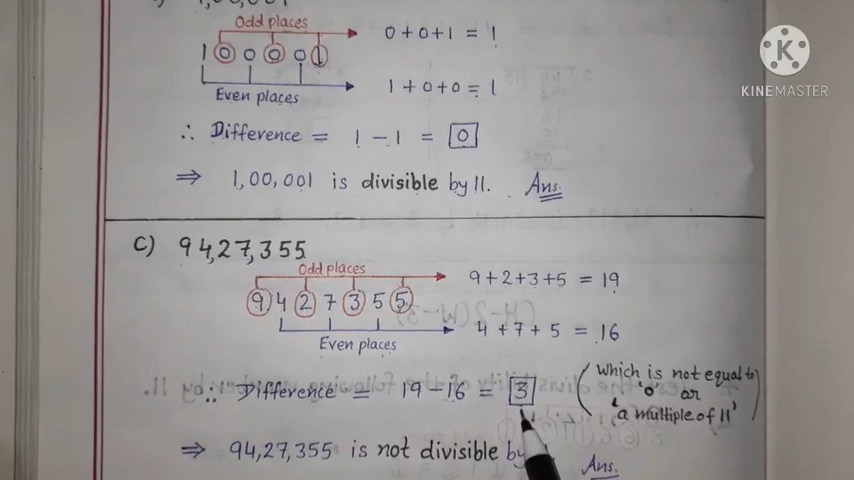 Odd places
0+0+1 = 1
1 0 0 0 0 1
1+0+0 = 1
Even places
KINEMASTER
∴ Difference = 1 - 1 = 0
⇒ 1,00,001 is divisible by 11. Ans.
C) 94,27,355.
Odd places
9+2+3+5 = 19
9 4 2 7 3 5 5
4+7+5 = 16
Even places
∴ Difference = 19-16 = 3 (Which is not equal to '0' or 'a multiple of 11')
⇒ 94,27,355 is not divisible by
Ans.